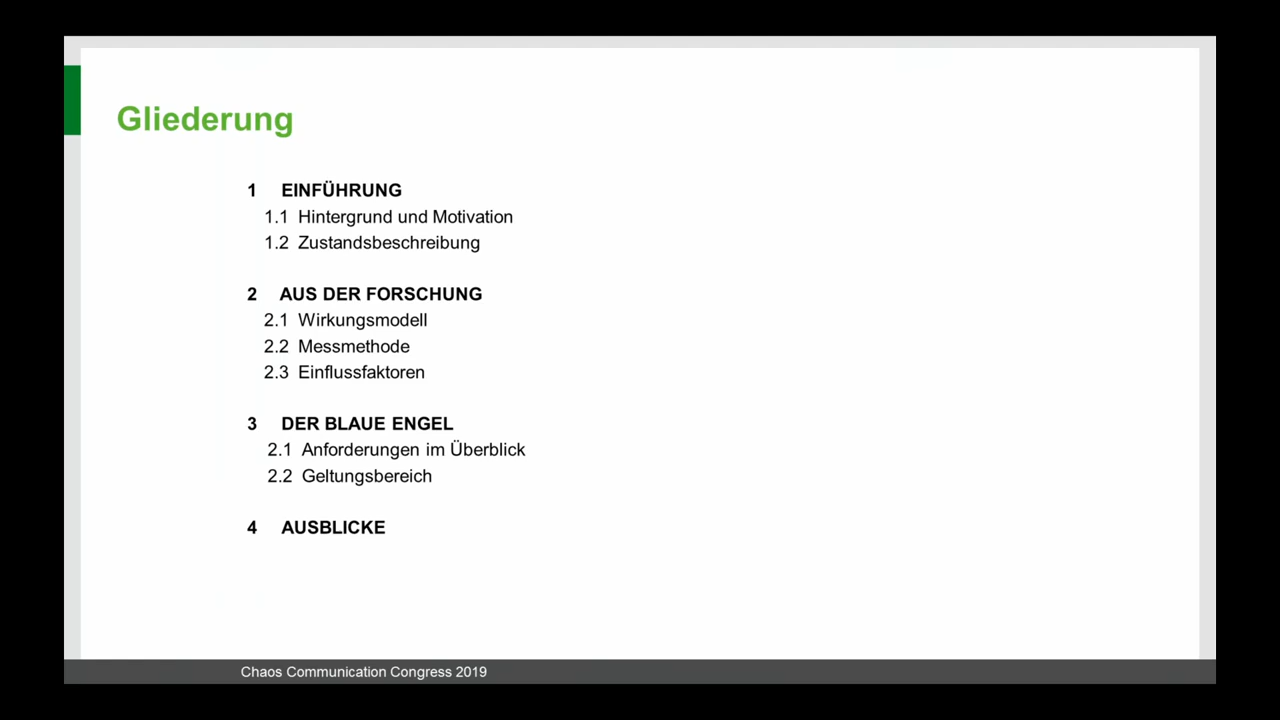 Gliederung
1 EINFÜHRUNG
1.1 Hintergrund und Motivation
1.2 Zustandsbeschreibung
2 AUS DER FORSCHUNG
2.1 Wirkungsmodell
2.2 Messmethode
2.3 Einflussfaktoren
3 DER BLAUE ENGEL
2.1 Anforderungen im Überblick
2.2 Geltungsbereich
4 AUSBLICKE
Chaos Communication Congress 2019